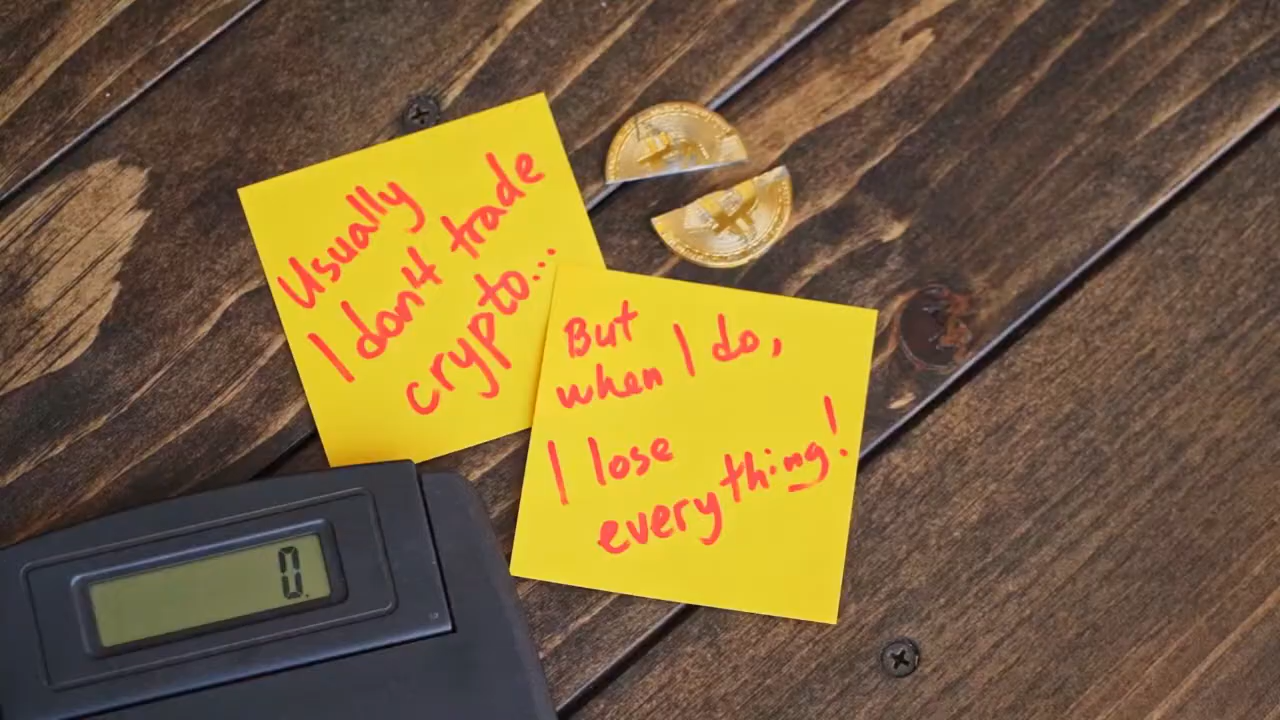 Usually
I don't trade
crypto...
But
when I do,
I lose
everything!
0.